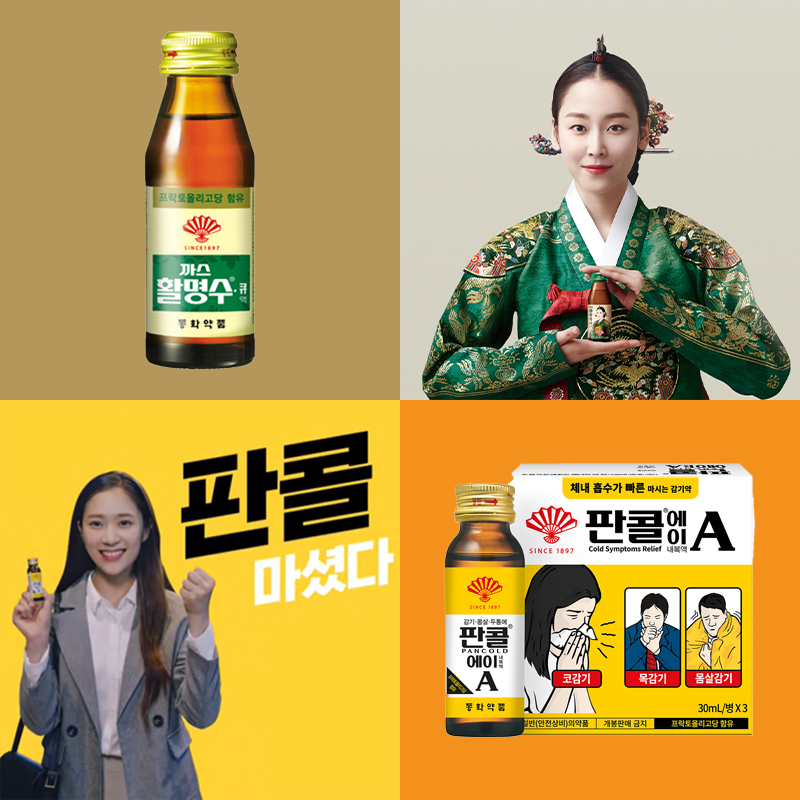 프락토올리고당 함유
SINCE 1897
까스
활명수·큐
액
동화약품
판콜
마셨다
체내 흡수가 빠른 마시는 감기약
SINCE 1897
판콜® 에이 내복액 A
Cold Symptoms Relief
SINCE 1897
감기·몸살·두통에
판콜®
PANCOLD
에이 내복액
A
동화약품
코감기
목감기
몸살감기
30mL/병 X 3
일반(안전상비)의약품
개봉판매 금지
프락토올리고당 함유